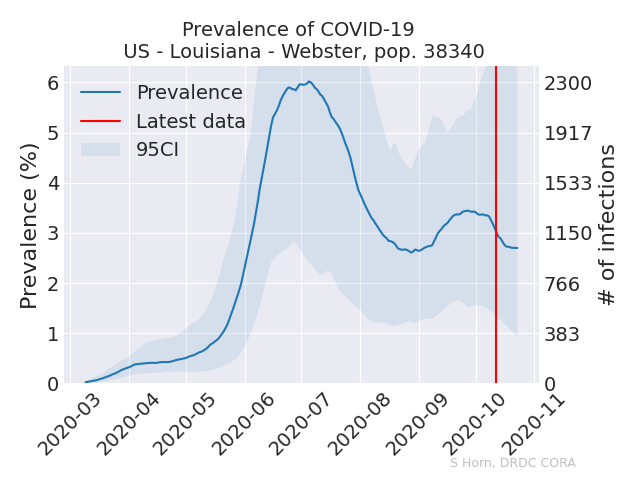 Prevalence of COVID-19
US - Louisiana - Webster, pop. 38340
Prevalence
Latest data
95CI
Prevalence (%)
6
5
4
3
2
1
0
2300
1917
1533
1150
766
383
0
# of infections
2020-03
2020-04
2020-05
2020-06
2020-07
2020-08
2020-09
2020-10
2020-11
S Horn, DRDC CORA